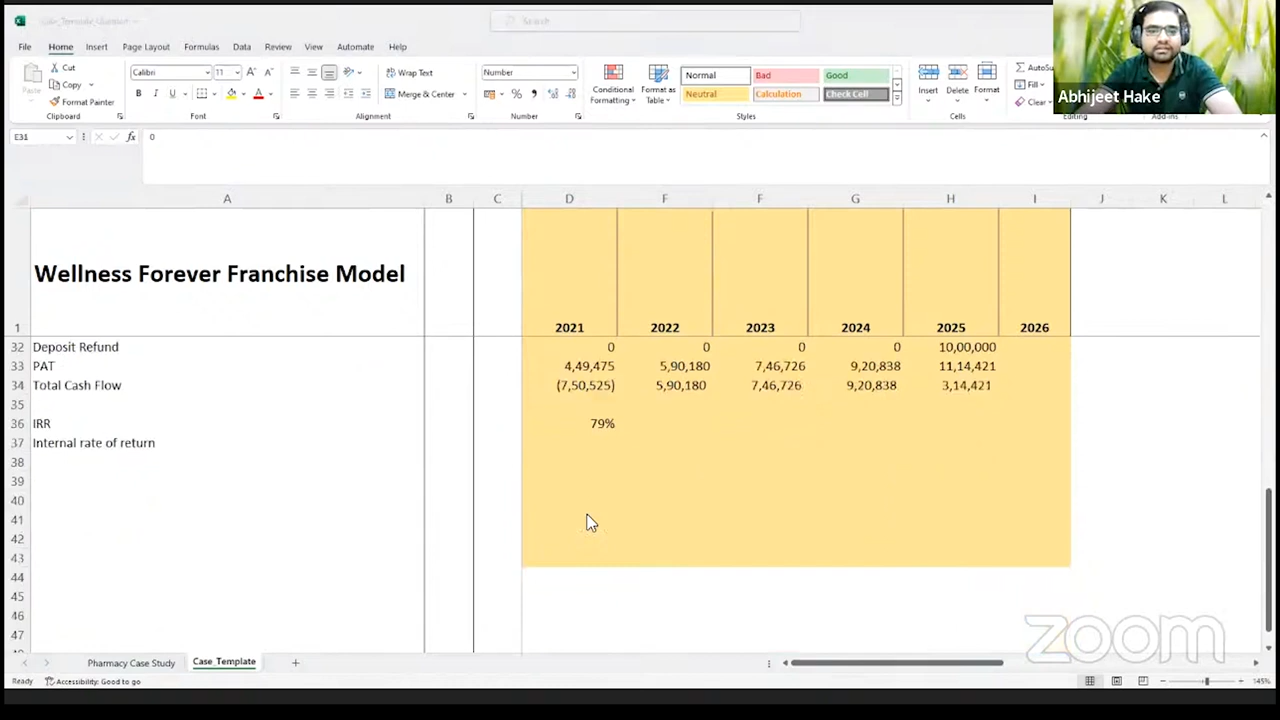 Search
File Home Insert Page Layout Formulas Data Review View Automate Help
Paste
Cut
Copy
Format Painter
Calibri 11
Wrap Text
Merge & Center
Number
Conditional Formatting
Format as Table
Normal Bad Good
Neutral Calculation Check Cell
Insert Delete Format
Fill
Clear
Clipboard Font Alignment Number Styles Cells Editing Add-ins
Abhijeet Hake
E31 fx 0
A B C D E F G H I J K L
Wellness Forever Franchise Model
1 2021 2022 2023 2024 2025 2026
32 Deposit Refund 0 0 0 0 10,00,000
33 PAT 4,49,475 5,90,180 7,46,726 9,20,838 11,14,421
34 Total Cash Flow (7,50,525) 5,90,180 7,46,726 9,20,838 3,14,421
35
36 IRR 79%
37 Internal rate of return
38
39
40
41
42
43
44
45
46
47
zoom
Pharmacy Case Study Case_Template
Ready Accessibility: Good to go 145%